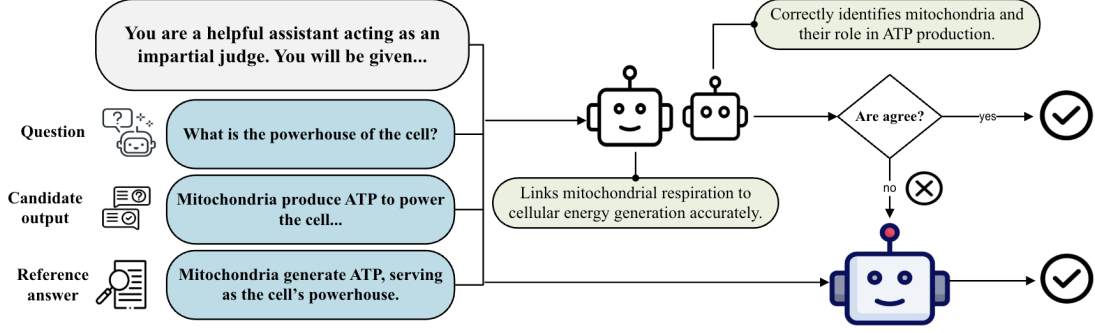 You are a helpful assistant acting as an
impartial judge. You will be given...
Correctly identifies mitochondria and
their role in ATP production.
Question
?
What is the powerhouse of the cell?
Are agree?
yes
Candidate
output
Mitochondria produce ATP to power
the cell...
Links mitochondrial respiration to
cellular energy generation accurately.
no
Reference
answer
Mitochondria generate ATP, serving
as the cell’s powerhouse.